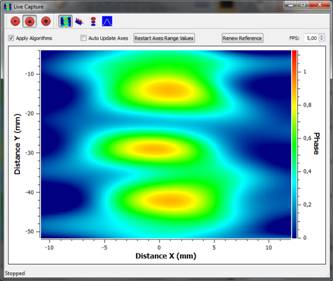 Live Capture
Apply Algorithms
Auto Update Axes
Restart Axes Range Values
Renew Reference
FPS: 5,00
Distance Y (mm)
-10
-20
-30
-40
-50
-10
-5
0
5
10
Distance X (mm)
1
0,8
0,6
0,4
0,2
0
Phase
Stopped